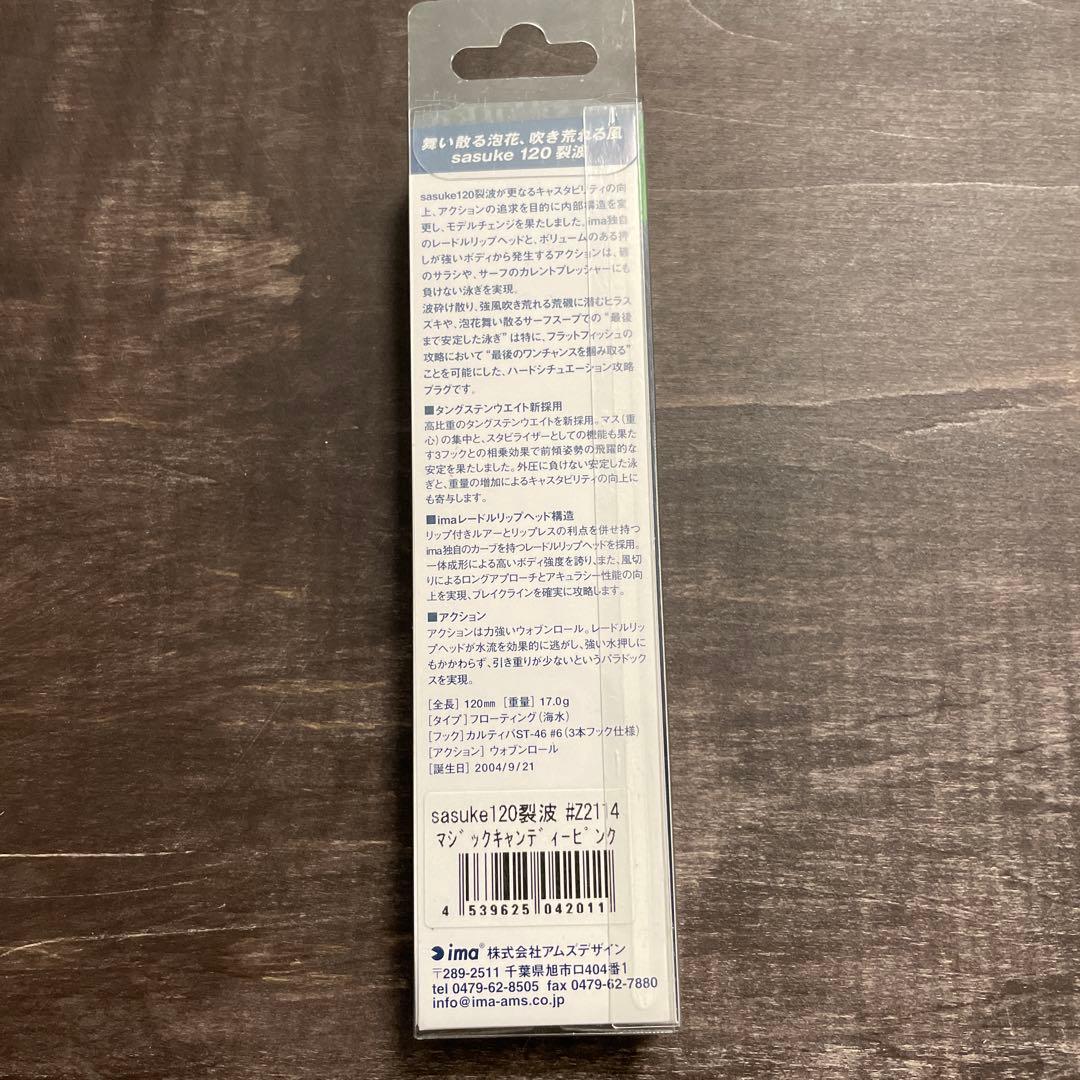 舞い散る泡花、吹き荒れる風
sasuke 120 裂波
sasuke120裂波が更なるキャスタビリティの向
上、アクションの追求を目的に内部構造を変
更し、モデルチェンジを果たしました。ima独自
のレードルリップヘッドと、ボリュームのある押
しが強いボディから発生するアクションは、磯
のサラシや、サーフのカレントプレッシャーにも
負けない泳ぎを実現。
波砕け散り、強風吹き荒れる荒磯に潜むヒラス
ズキや、泡花舞い散るサーフスープでの“最後
まで安定した泳ぎ”は特に、フラットフィッシュの
攻略において“最後のワンチャンスを掴み取る”
ことを可能にした、ハードシチュエーション攻略
プラグです。
■タングステンウエイト新採用
高比重のタングステンウエイトを新採用。マス(重
心)の集中と、スタビライザーとしての機能も果た
す3フックとの相乗効果で前傾姿勢の飛躍的な
安定を果たしました。外圧に負けない安定した泳
ぎと、重量の増加によるキャスタビリティの向上に
も寄与します。
■imaレードルリップヘッド構造
リップ付きルアーとリップレスの利点を併せ持つ
ima独自のカーブを持つレードルリップヘッドを採用。
一体成形による高いボディ強度を誇り、また、風切
りによるロングアプローチとアキュラシー性能の向
上を実現、ブレイクラインを確実に攻略します。
■アクション
アクションは力強いウォブンロール。レードルリッ
プヘッドが水流を効果的に逃がし、強い水押しに
もかかわらず、引き重りが少ないというパラドック
スを実現。
[全長] 120mm [重量] 17.0g
[タイプ] フローティング(海水)
[フック] カルティバST-46 #6(3本フック仕様)
[アクション] ウォブンロール
[誕生日] 2004/9/21
sasuke120裂波 #Z2114
マジックキャンディーピンク
4 539625 042011
ima® 株式会社アムズデザイン
〒289-2511 千葉県旭市口404番1
tel 0479-62-8505 fax 0479-62-7880
info@ima-ams.co.jp